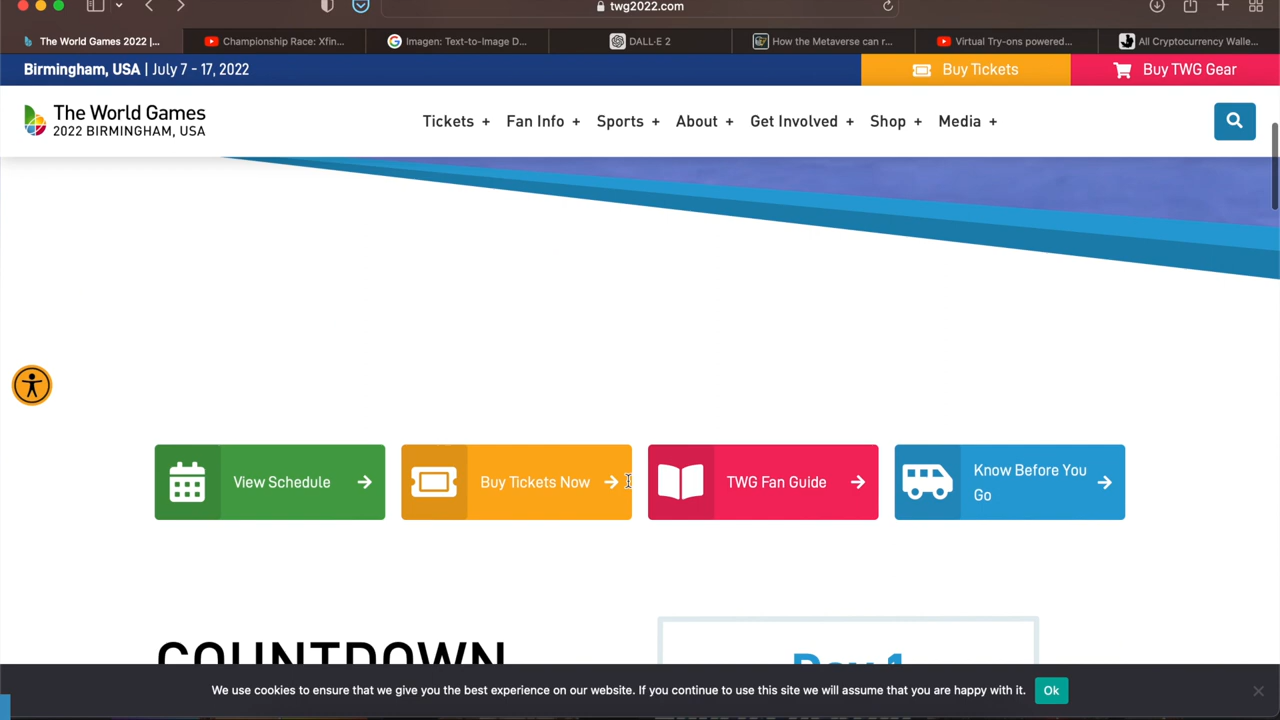 twg2022.com
The World Games 2022 |...
Championship Race: Xfin...
Imagen: Text-to-Image D...
DALL·E 2
How the Metaverse can r...
Virtual Try-ons powered...
All Cryptocurrency Walle...
Birmingham, USA | July 7 - 17, 2022
Buy Tickets
Buy TWG Gear
The World Games
2022 BIRMINGHAM, USA
Tickets +
Fan Info +
Sports +
About +
Get Involved +
Shop +
Media +
View Schedule
Buy Tickets Now
TWG Fan Guide
Know Before You
Go
COUNTDOWN
Day 1
We use cookies to ensure that we give you the best experience on our website. If you continue to use this site we will assume that you are happy with it.
Ok